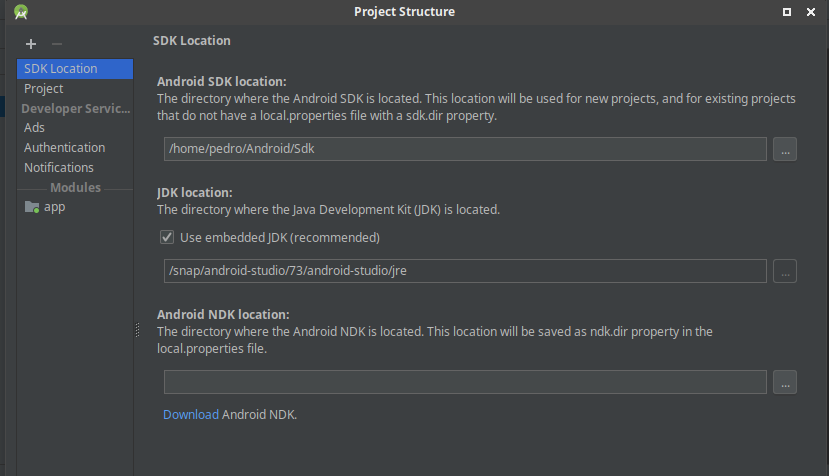 Project Structure
SDK Location
Project
Developer Servic...
Ads
Authentication
Notifications
Modules
app
SDK Location
Android SDK location:
The directory where the Android SDK is located. This location will be used for new projects, and for existing projects
that do not have a local.properties file with a sdk.dir property.
/home/pedro/Android/Sdk
...
JDK location:
The directory where the Java Development Kit (JDK) is located.
Use embedded JDK (recommended)
/snap/android-studio/73/android-studio/jre
...
Android NDK location:
The directory where the Android NDK is located. This location will be saved as ndk.dir property in the
local.properties file.
...
Download Android NDK.